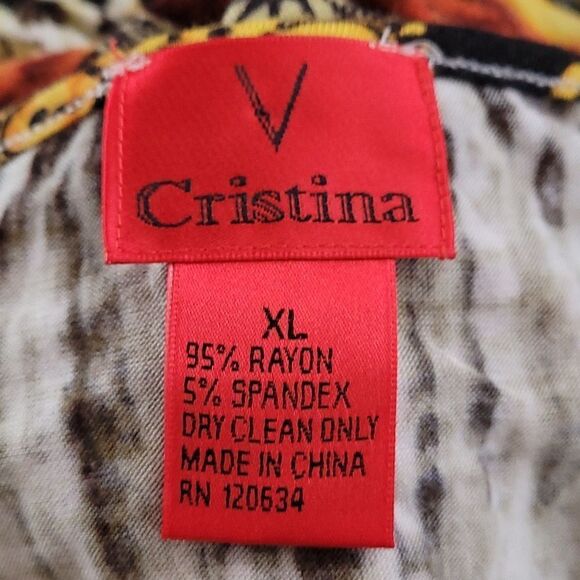 V
Cristina
XL
95% RAYON
5% SPANDEX
DRY CLEAN ONLY
MADE IN CHINA
RN 120634